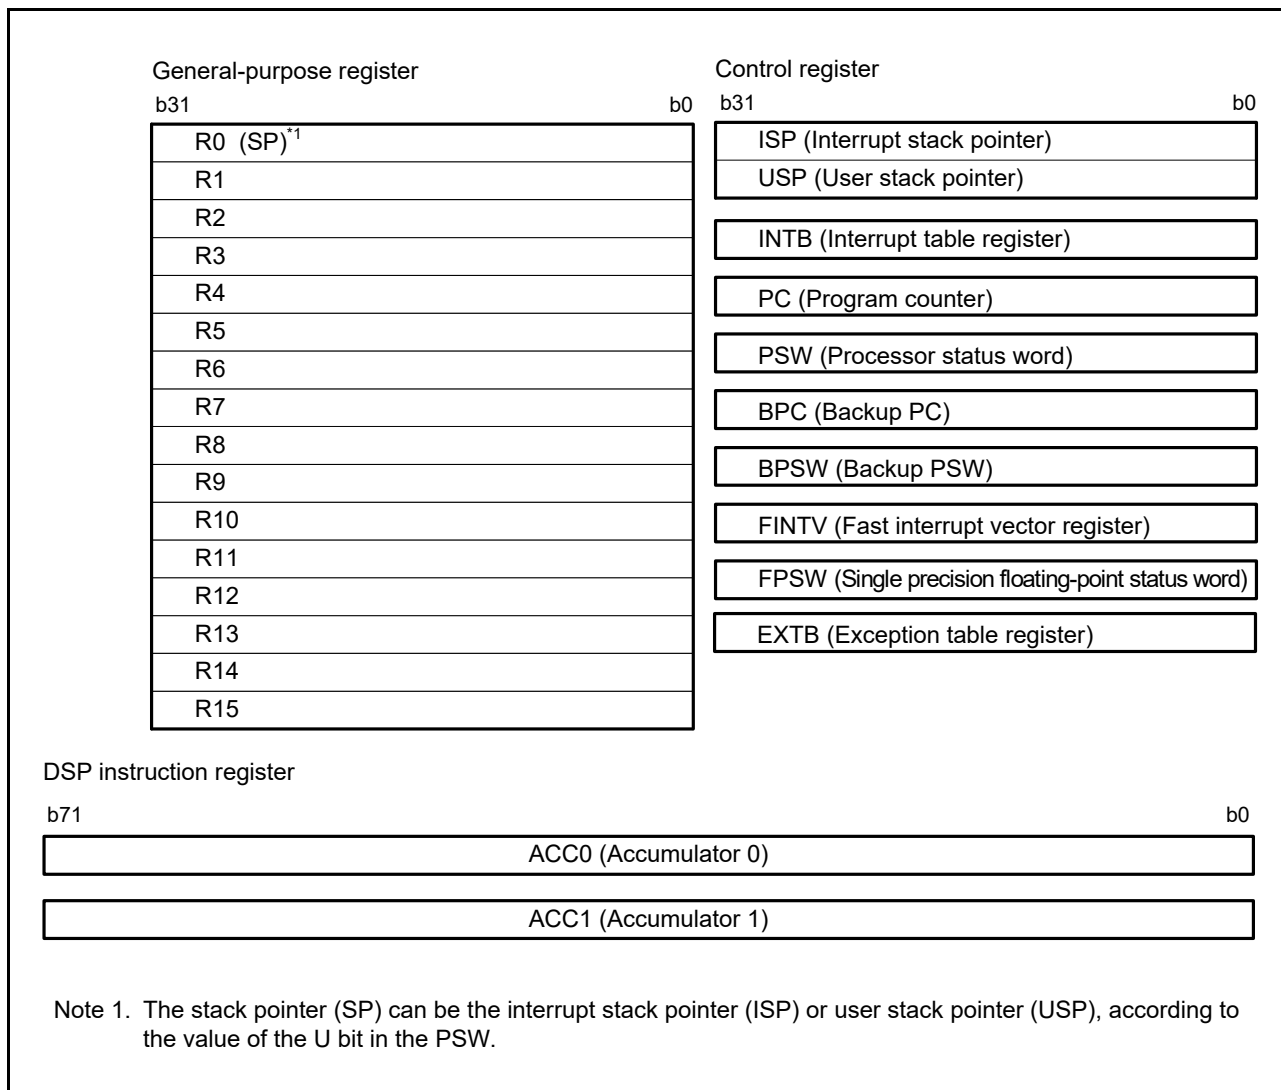 General-purpose register
b31 b0
R0 (SP)*1
R1
R2
R3
R4
R5
R6
R7
R8
R9
R10
R11
R12
R13
R14
R15
Control register
b31 b0
ISP (Interrupt stack pointer)
USP (User stack pointer)
INTB (Interrupt table register)
PC (Program counter)
PSW (Processor status word)
BPC (Backup PC)
BPSW (Backup PSW)
FINTV (Fast interrupt vector register)
FPSW (Single precision floating-point status word)
EXTB (Exception table register)
DSP instruction register
b71 b0
ACC0 (Accumulator 0)
ACC1 (Accumulator 1)
Note 1. The stack pointer (SP) can be the interrupt stack pointer (ISP) or user stack pointer (USP), according to
the value of the U bit in the PSW.